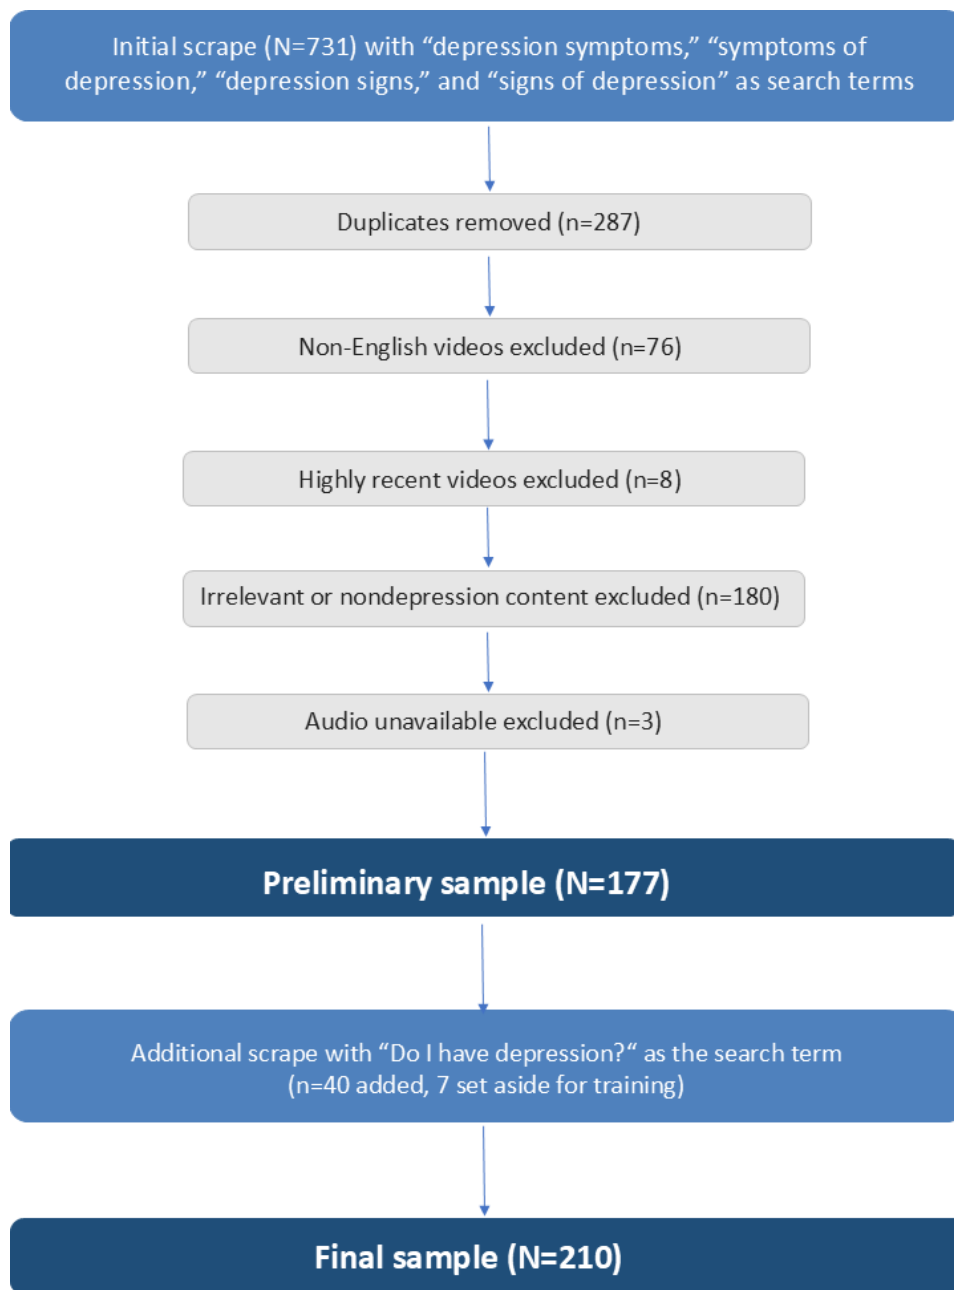 Initial scrape (N=731) with “depression symptoms,” “symptoms of
depression,” “depression signs,” and “signs of depression” as search terms
Duplicates removed (n=287)
Non-English videos excluded (n=76)
Highly recent videos excluded (n=8)
Irrelevant or nondepression content excluded (n=180)
Audio unavailable excluded (n=3)
Preliminary sample (N=177)
Additional scrape with “Do I have depression?“ as the search term
(n=40 added, 7 set aside for training)
Final sample (N=210)